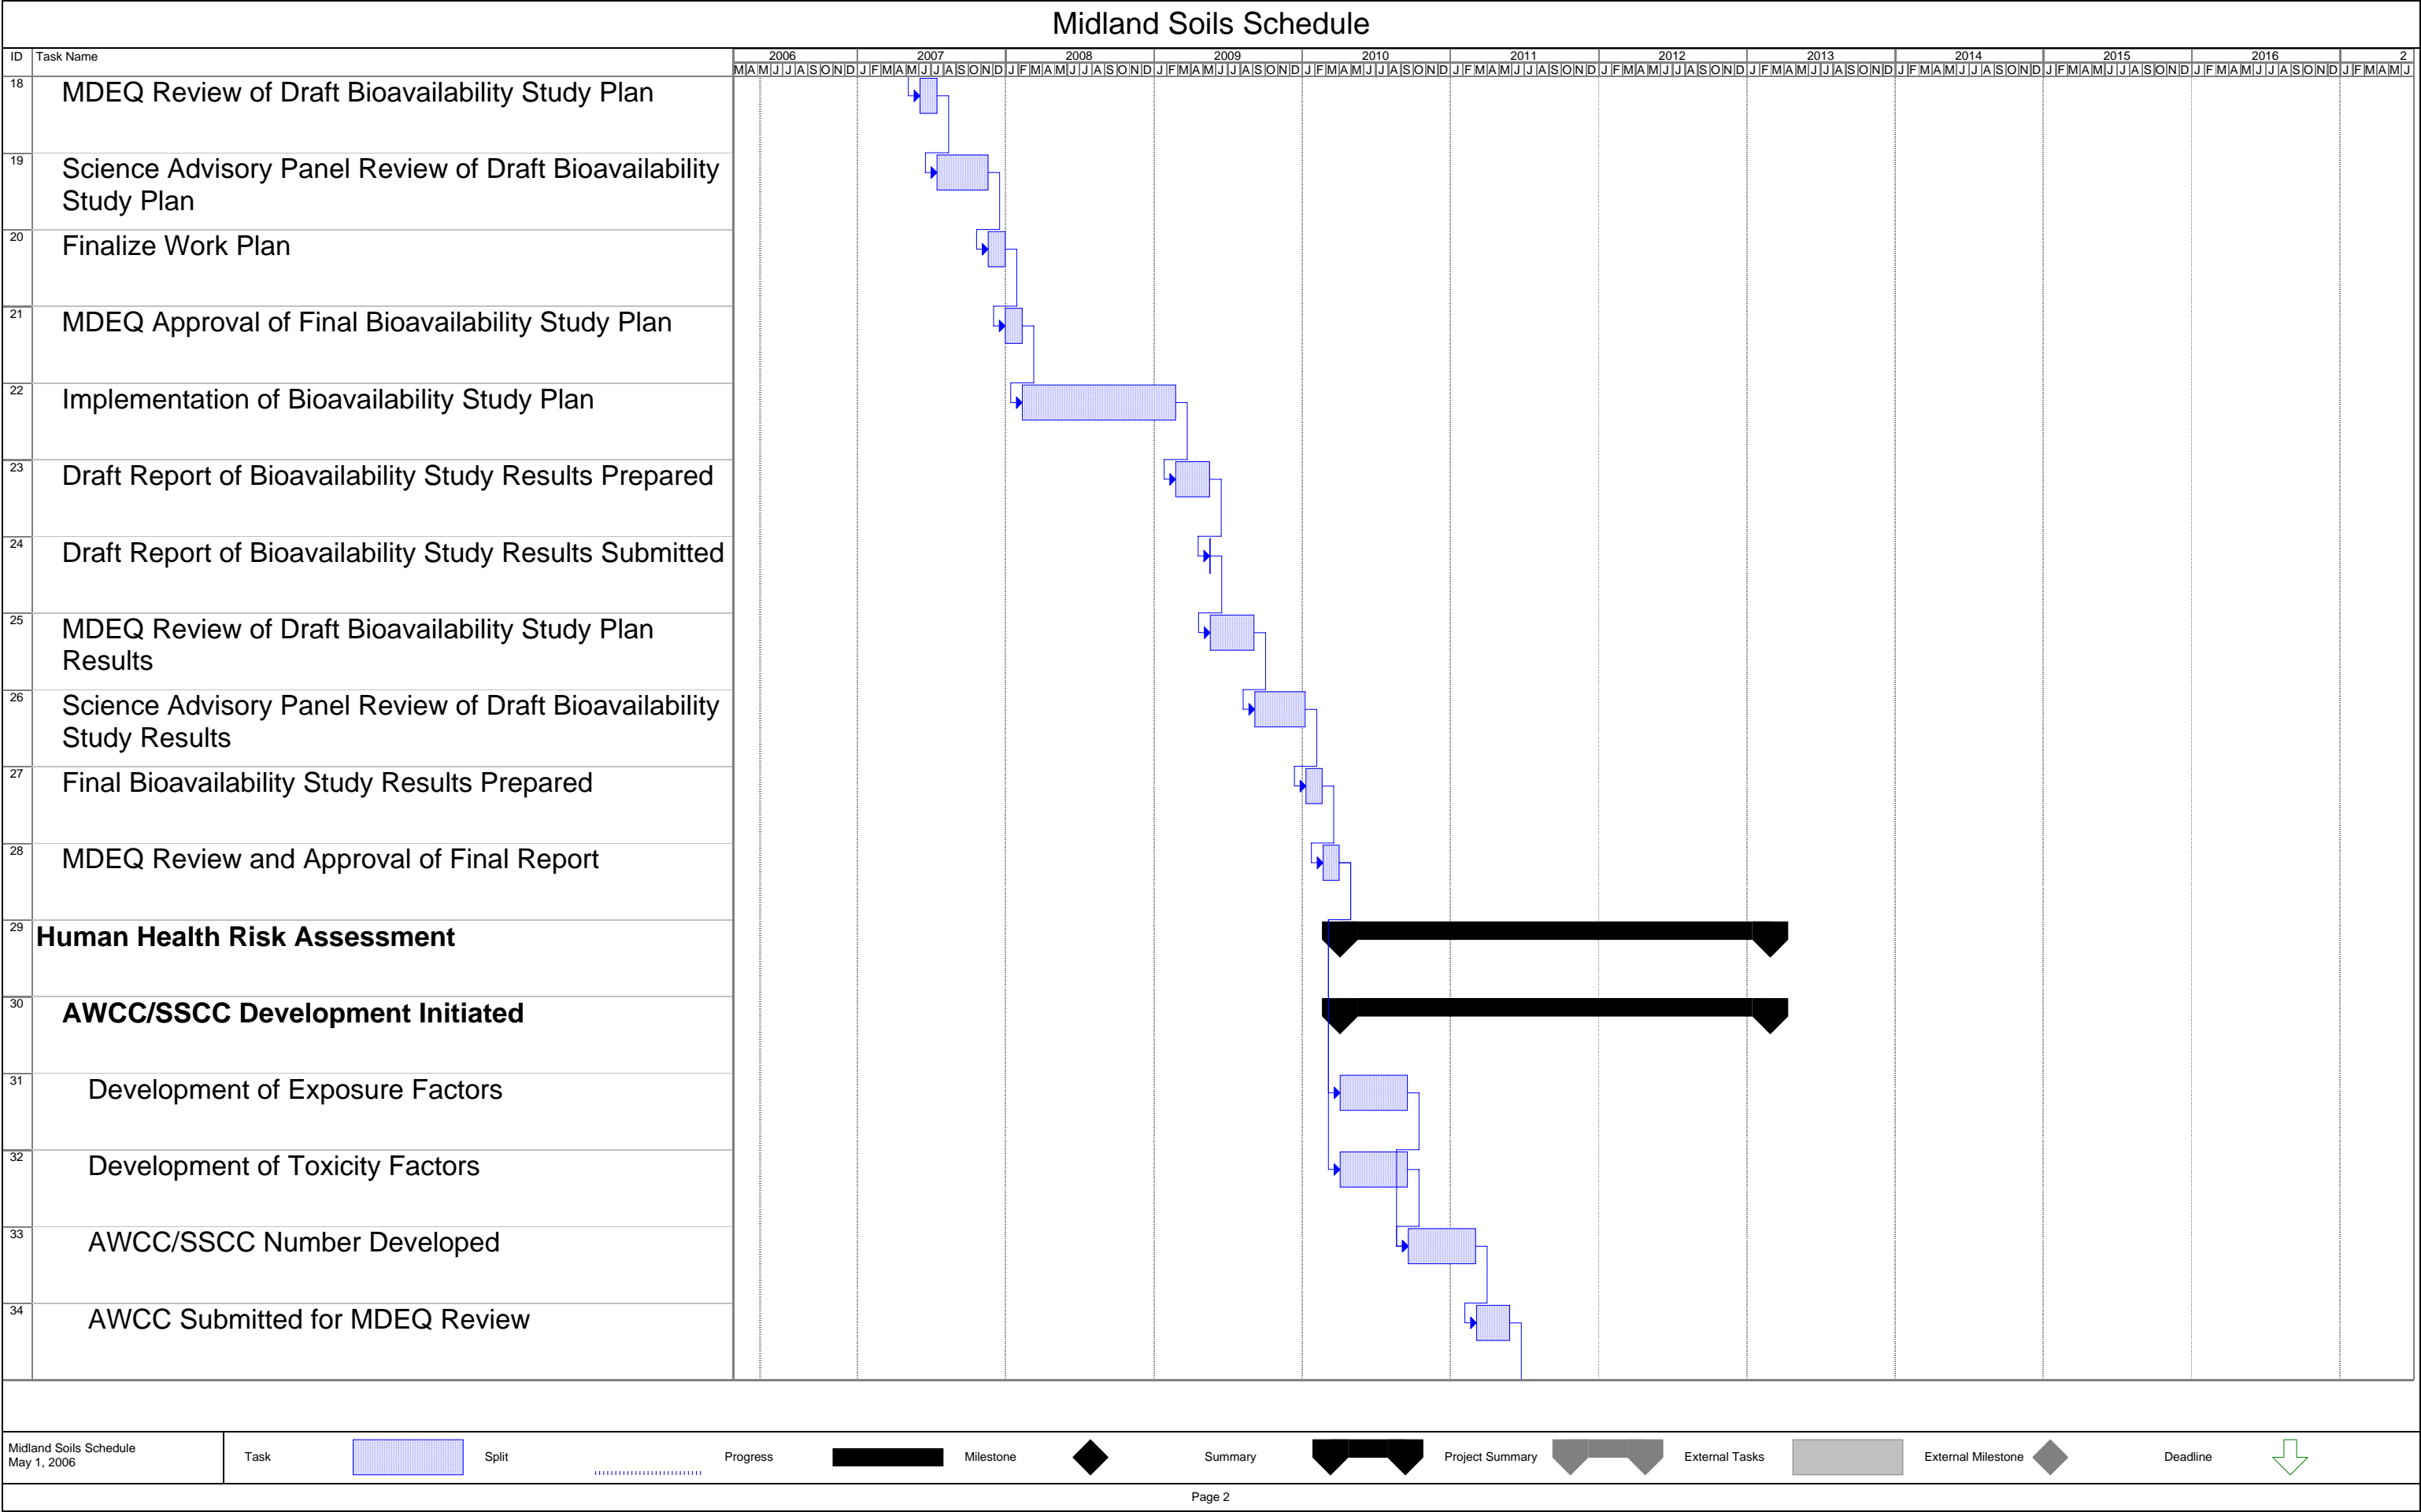 Midland Soils Schedule
ID Task Name 2006 2007 2008 2009 2010 2011 2012 2013 2014 2015 2016 2
M A M J J A S O N D J F M A M J J A S O N D J F M A M J J A S O N D J F M A M J J A S O N D J F M A M J J A S O N D J F M A M J J A S O N D J F M A M J J A S O N D J F M A M J J A S O N D J F M A M J J A S O N D J F M A M J J A S O N D J F M A M J J A S O N D J F M A M J
18 MDEQ Review of Draft Bioavailability Study Plan
19 Science Advisory Panel Review of Draft Bioavailability
Study Plan
20 Finalize Work Plan
21 MDEQ Approval of Final Bioavailability Study Plan
22 Implementation of Bioavailability Study Plan
23 Draft Report of Bioavailability Study Results Prepared
24 Draft Report of Bioavailability Study Results Submitted
25 MDEQ Review of Draft Bioavailability Study Plan
Results
26 Science Advisory Panel Review of Draft Bioavailability
Study Results
27 Final Bioavailability Study Results Prepared
28 MDEQ Review and Approval of Final Report
29 Human Health Risk Assessment
30 AWCC/SSCC Development Initiated
31 Development of Exposure Factors
32 Development of Toxicity Factors
33 AWCC/SSCC Number Developed
34 AWCC Submitted for MDEQ Review
Midland Soils Schedule
May 1, 2006
Task Split Progress Milestone Summary Project Summary External Tasks External Milestone Deadline
Page 2